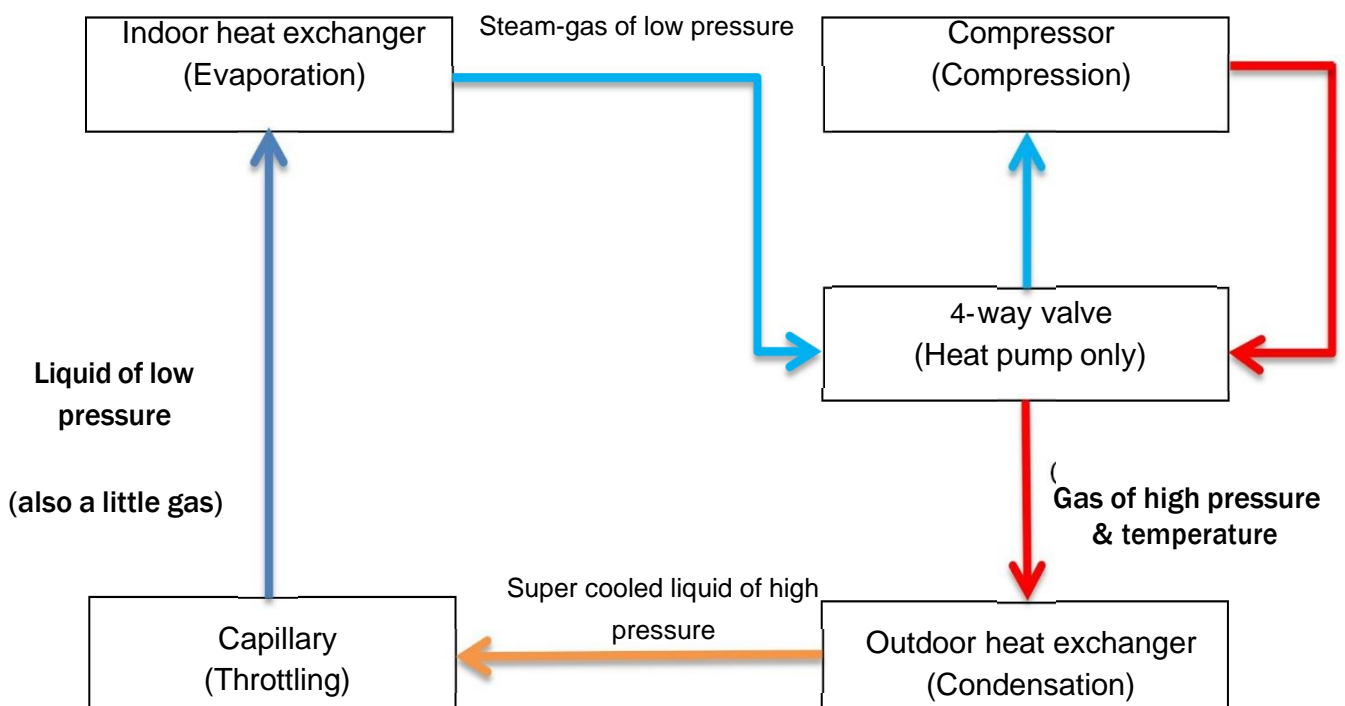 Indoor heat exchanger
(Evaporation)
Steam-gas of low pressure
Compressor
(Compression)
4-way valve
(Heat pump only)
Liquid of low
pressure
(also a little gas)
(
Gas of high pressure
& temperature
Super cooled liquid of high
pressure
Capillary
(Throttling)
Outdoor heat exchanger
(Condensation)